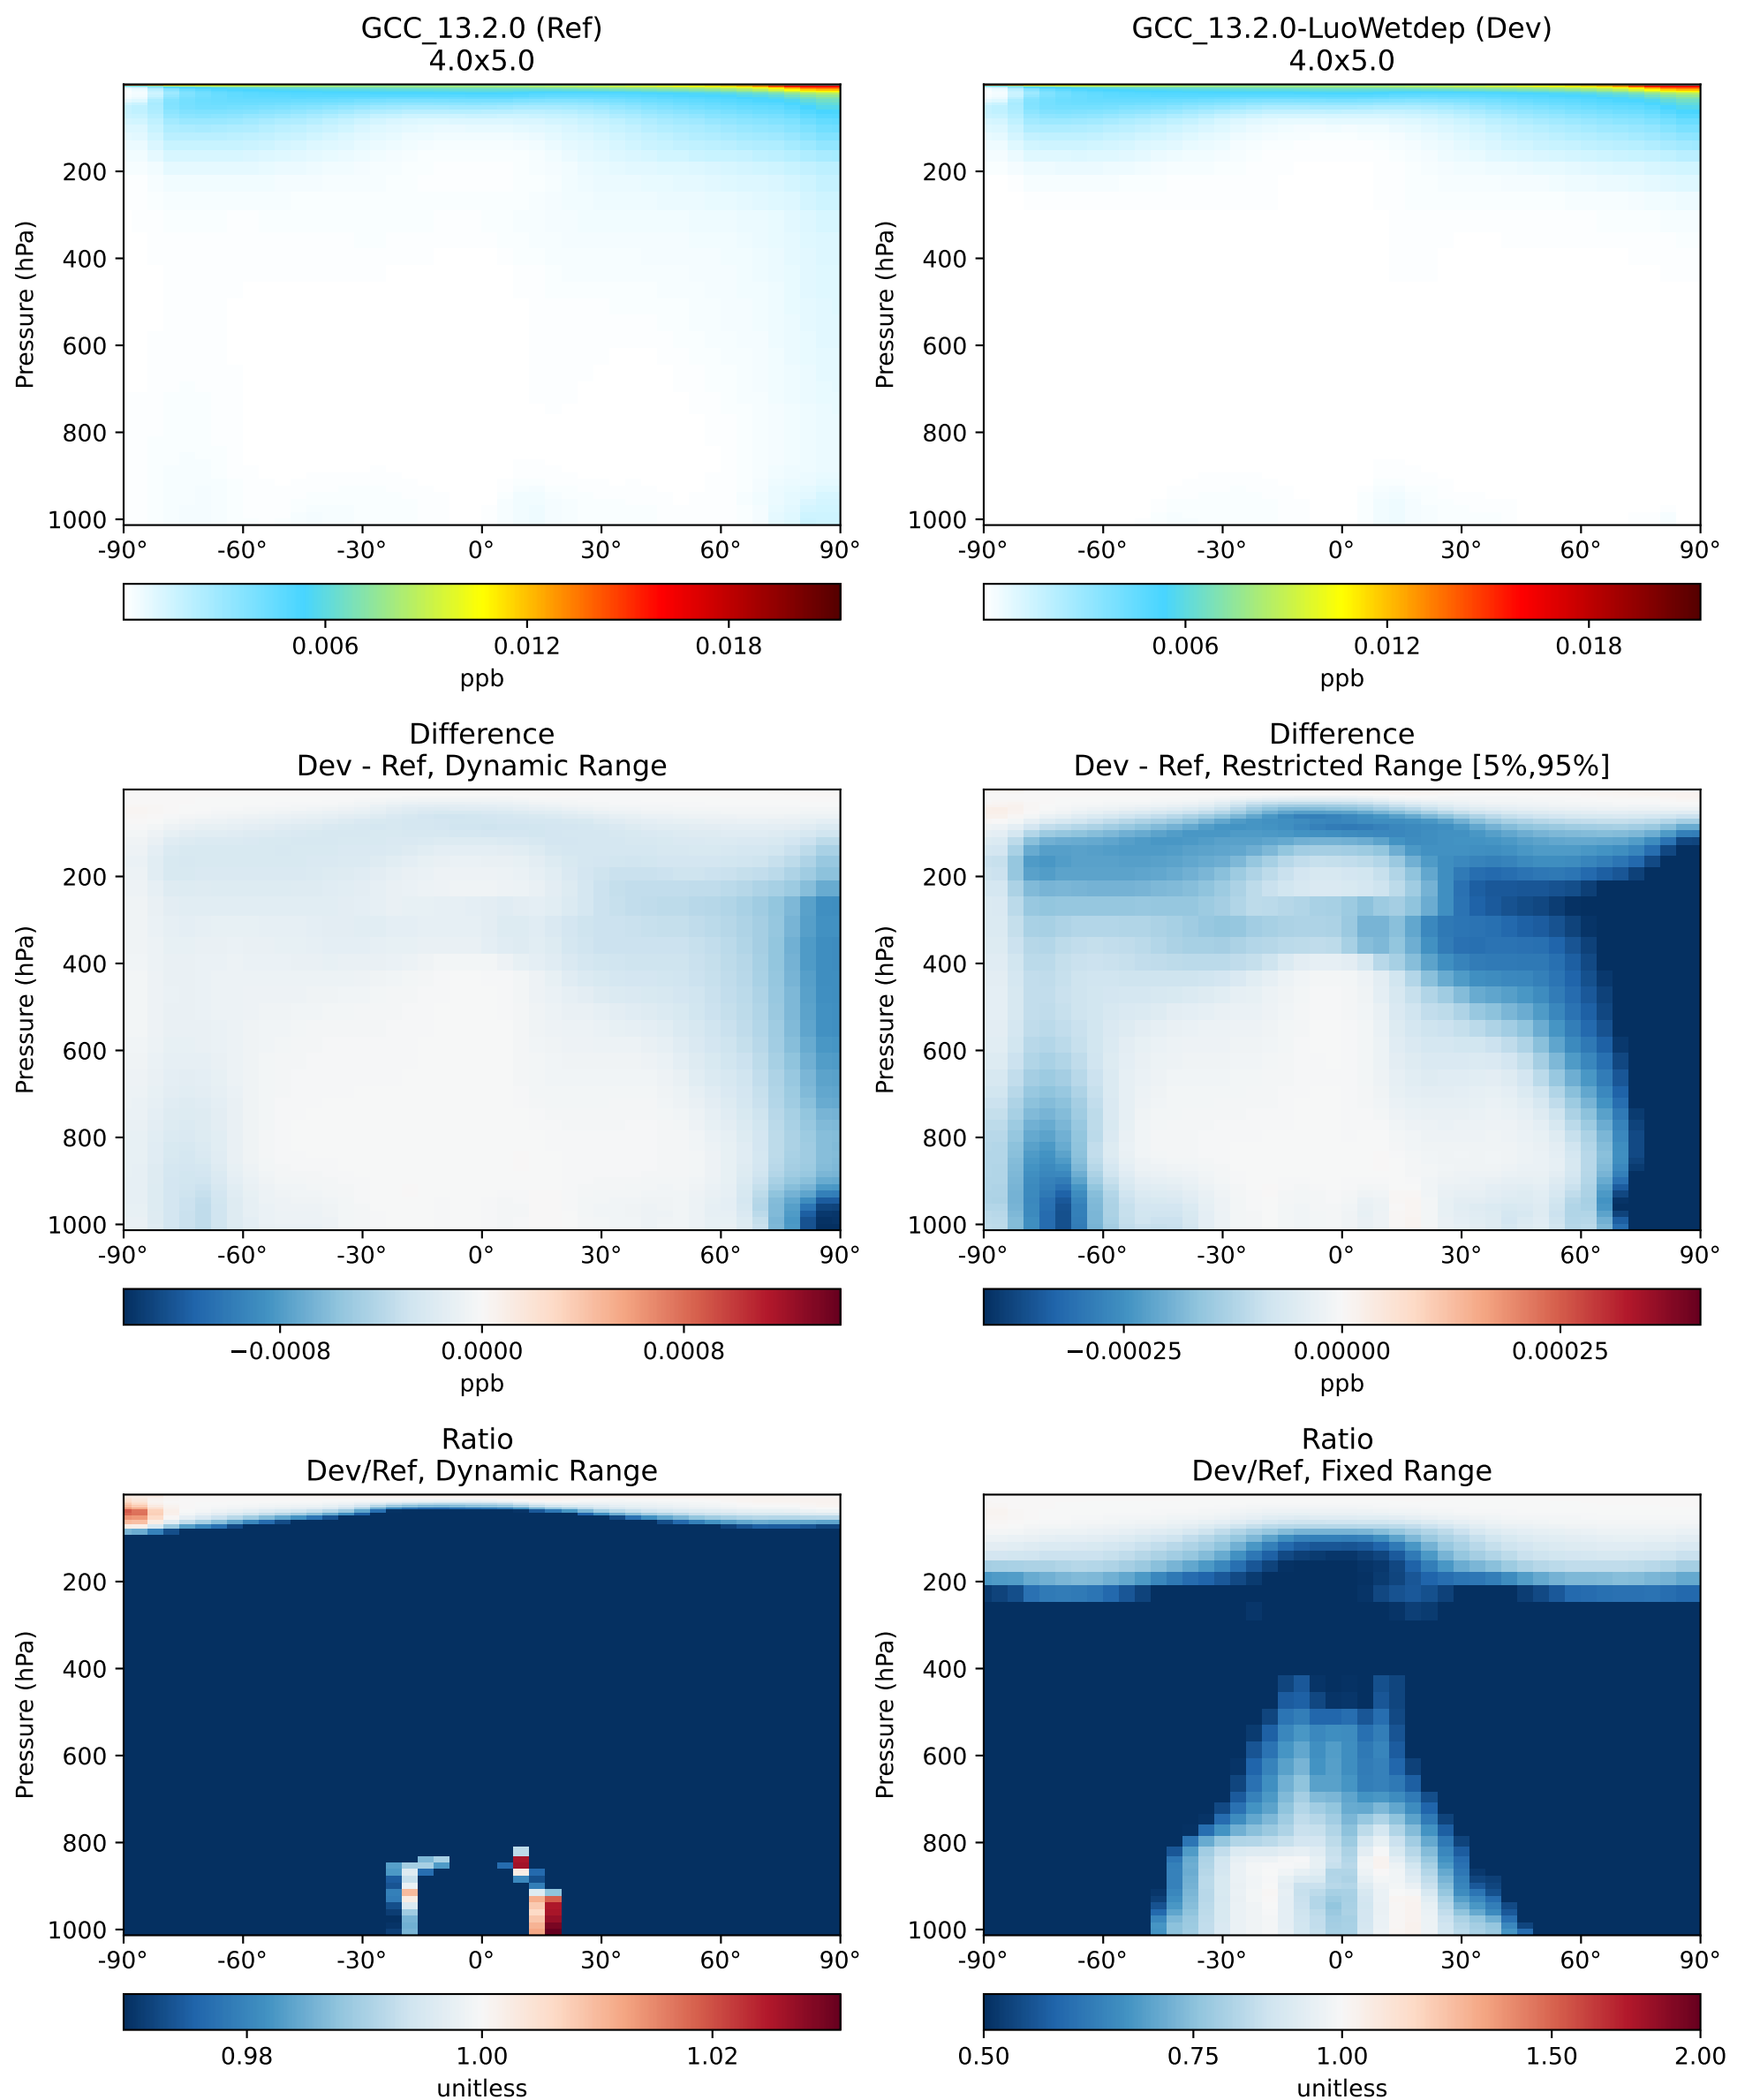 GCC_13.2.0 (Ref)
4.0x5.0
Pressure (hPa)
200
400
600
800
1000
-90° -60° -30° 0° 30° 60° 90°
0.006 0.012 0.018
ppb
GCC_13.2.0-LuoWetdep (Dev)
4.0x5.0
Pressure (hPa)
200
400
600
800
1000
-90° -60° -30° 0° 30° 60° 90°
0.006 0.012 0.018
ppb
Difference
Dev - Ref, Dynamic Range
Pressure (hPa)
200
400
600
800
1000
-90° -60° -30° 0° 30° 60° 90°
−0.0008 0.0000 0.0008
ppb
Difference
Dev - Ref, Restricted Range [5%,95%]
Pressure (hPa)
200
400
600
800
1000
-90° -60° -30° 0° 30° 60° 90°
−0.00025 0.00000 0.00025
ppb
Ratio
Dev/Ref, Dynamic Range
Pressure (hPa)
200
400
600
800
1000
-90° -60° -30° 0° 30° 60° 90°
0.98 1.00 1.02
unitless
Ratio
Dev/Ref, Fixed Range
Pressure (hPa)
200
400
600
800
1000
-90° -60° -30° 0° 30° 60° 90°
0.50 0.75 1.00 1.50 2.00
unitless